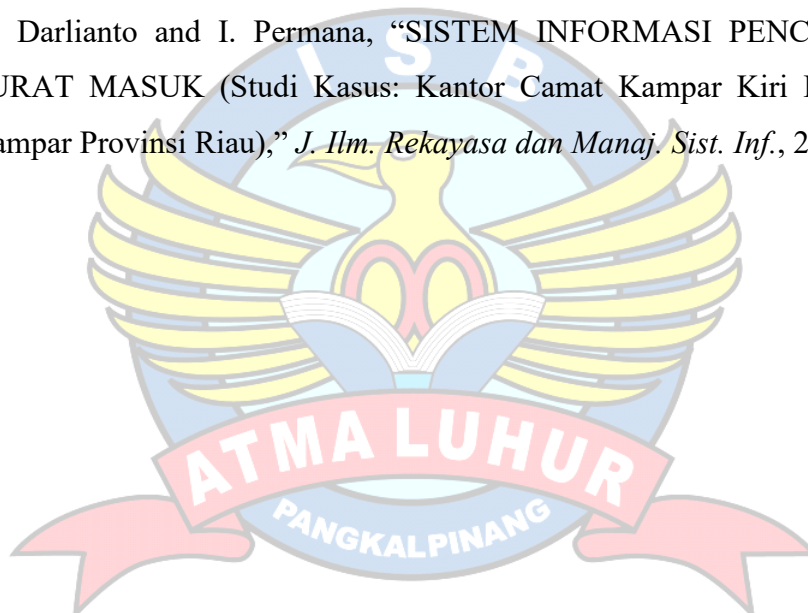 Darlianto and I. Permana, “SISTEM INFORMASI PENC
URAT MASUK (Studi Kasus: Kantor Camat Kampar Kiri
ampar Provinsi Riau),” J. Ilm. Rekayasa dan Manaj. Sist. Inf., 2
I S B
ATMA LUHUR
PANGKALPINANG